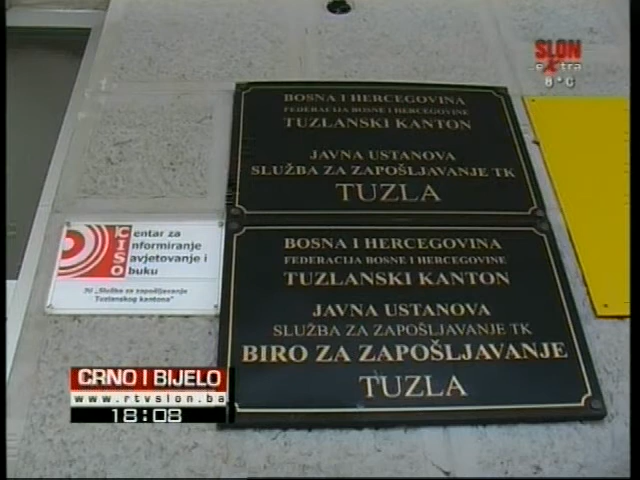 SLON
extra
8°C
BOSNA I HERCEGOVINA
FEDERACIJA BOSNE I HERCEGOVINE
TUZLANSKI KANTON
JAVNA USTANOVA
SLUŽBA ZA ZAPOŠLJAVANJE TK
TUZLA
BOSNA I HERCEGOVINA
FEDERACIJA BOSNE I HERCEGOVINE
TUZLANSKI KANTON
JAVNA USTANOVA
SLUŽBA ZA ZAPOŠLJAVANJE TK
BIRO ZA ZAPOŠLJAVANJE
TUZLA
Centar za
Informiranje
Savjetovanje i
Obuku
JU „Služba za zapošljavanje
Tuzlanskog kantona"
CRNO I BIJELO
www.rtvslon.ba
18:08